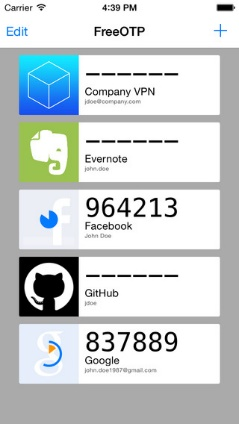 Carrier 4:39 PM
Edit FreeOTP +
------
Company VPN
jdoe@company.com
------
Evernote
john.doe
964213
Facebook
John Doe
------
GitHub
jdoe
837889
Google
john.doe1987@gmail.com